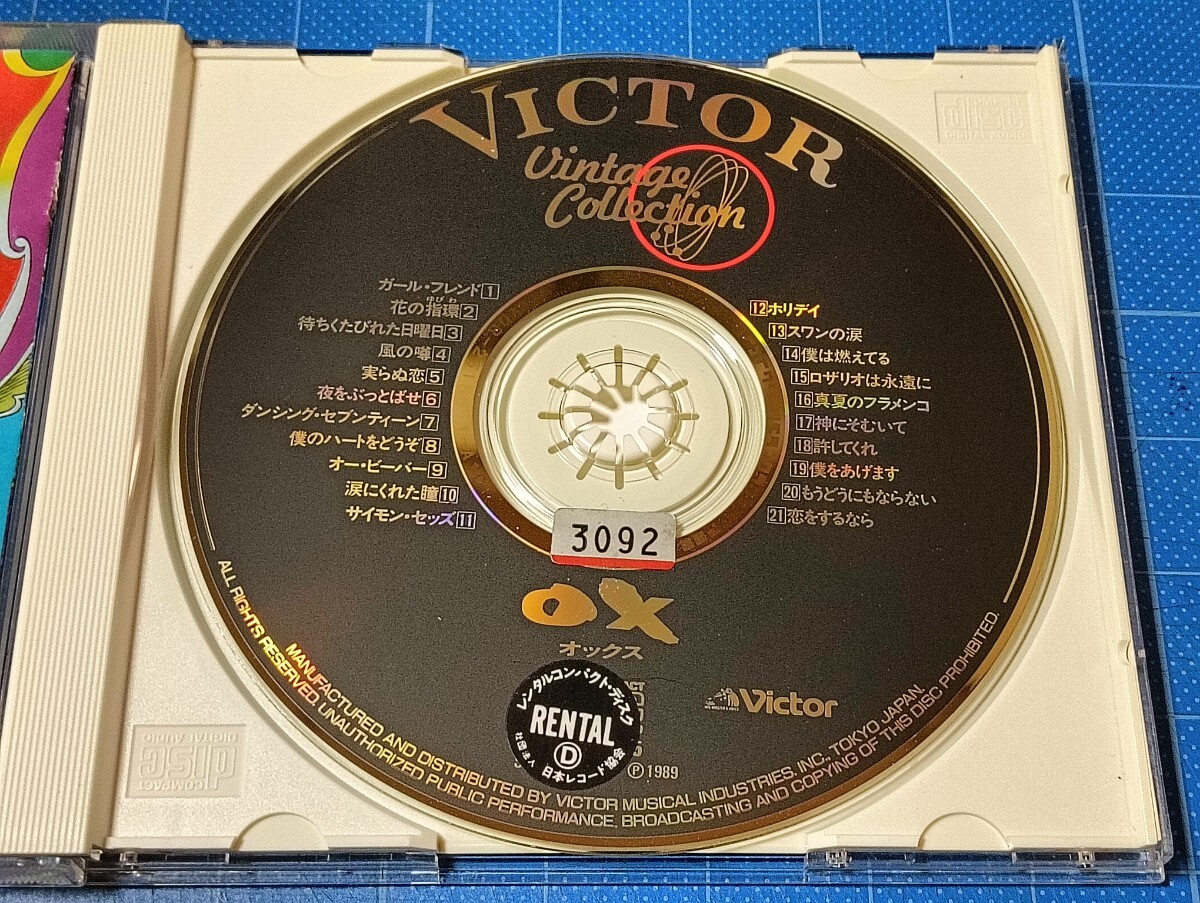 VICTOR
Vintage
Collection
ガール・フレンド1
花の指環2
ゆびわ
待ちくたびれた日曜日3
風の噂4
実らぬ恋5
夜をぶっとばせ6
ダンシング・セブンティーン7
僕のハートをどうぞ8
オー・ビーバー9
涙にくれた瞳10
サイモン・セッズ11
12ホリデイ
13スワンの涙
14僕は燃えてる
15ロザリオは永遠に
16真夏のフラメンコ
17神にそむいて
18許してくれ
19僕をあげます
20もうどうにもならない
21恋をするなら
3092
OX
オックス
レンタルコンパクト・ディスク
RENTAL
D
社団法人 日本レコード協会
Victor
Ⓟ1989
MANUFACTURED AND DISTRIBUTED BY VICTOR MUSICAL INDUSTRIES, INC., TOKYO JAPAN.
ALL RIGHTS RESERVED. UNAUTHORIZED PUBLIC PERFORMANCE, BROADCASTING AND COPYING OF THIS DISC PROHIBITED.
COMPACT
disc
DIGITAL AUDIO
COMPACT
disc
DIGITAL AUDIO